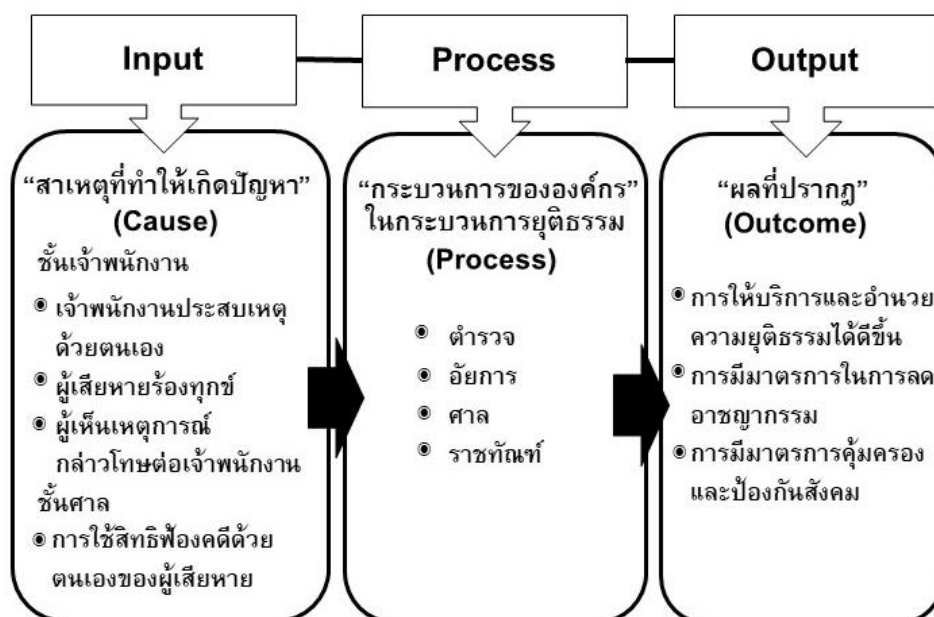 Input
Process
Output
“สาเหตุที่ทำให้เกิดปัญหา”
(Cause)
ชั้นเจ้าพนักงาน
◉ เจ้าพนักงานประสบเหตุ
ด้วยตนเอง
◉ ผู้เสียหายร้องทุกข์
◉ ผู้เห็นเหตุการณ์
กล่าวโทษต่อเจ้าพนักงาน
ชั้นศาล
◉ การใช้สิทธิฟ้องคดีด้วย
ตนเองของผู้เสียหาย
“กระบวนการขององค์กร”
ในกระบวนการยุติธรรม
(Process)
◉ ตำรวจ
◉ อัยการ
◉ ศาล
◉ ราชทัณฑ์
“ผลที่ปรากฎ”
(Outcome)
◉ การให้บริการและอำนวย
ความยุติธรรมได้ดีขึ้น
◉ การมีมาตรการในการลด
อาชญากรรม
◉ การมีมาตรการคุ้มครอง
และป้องกันสังคม